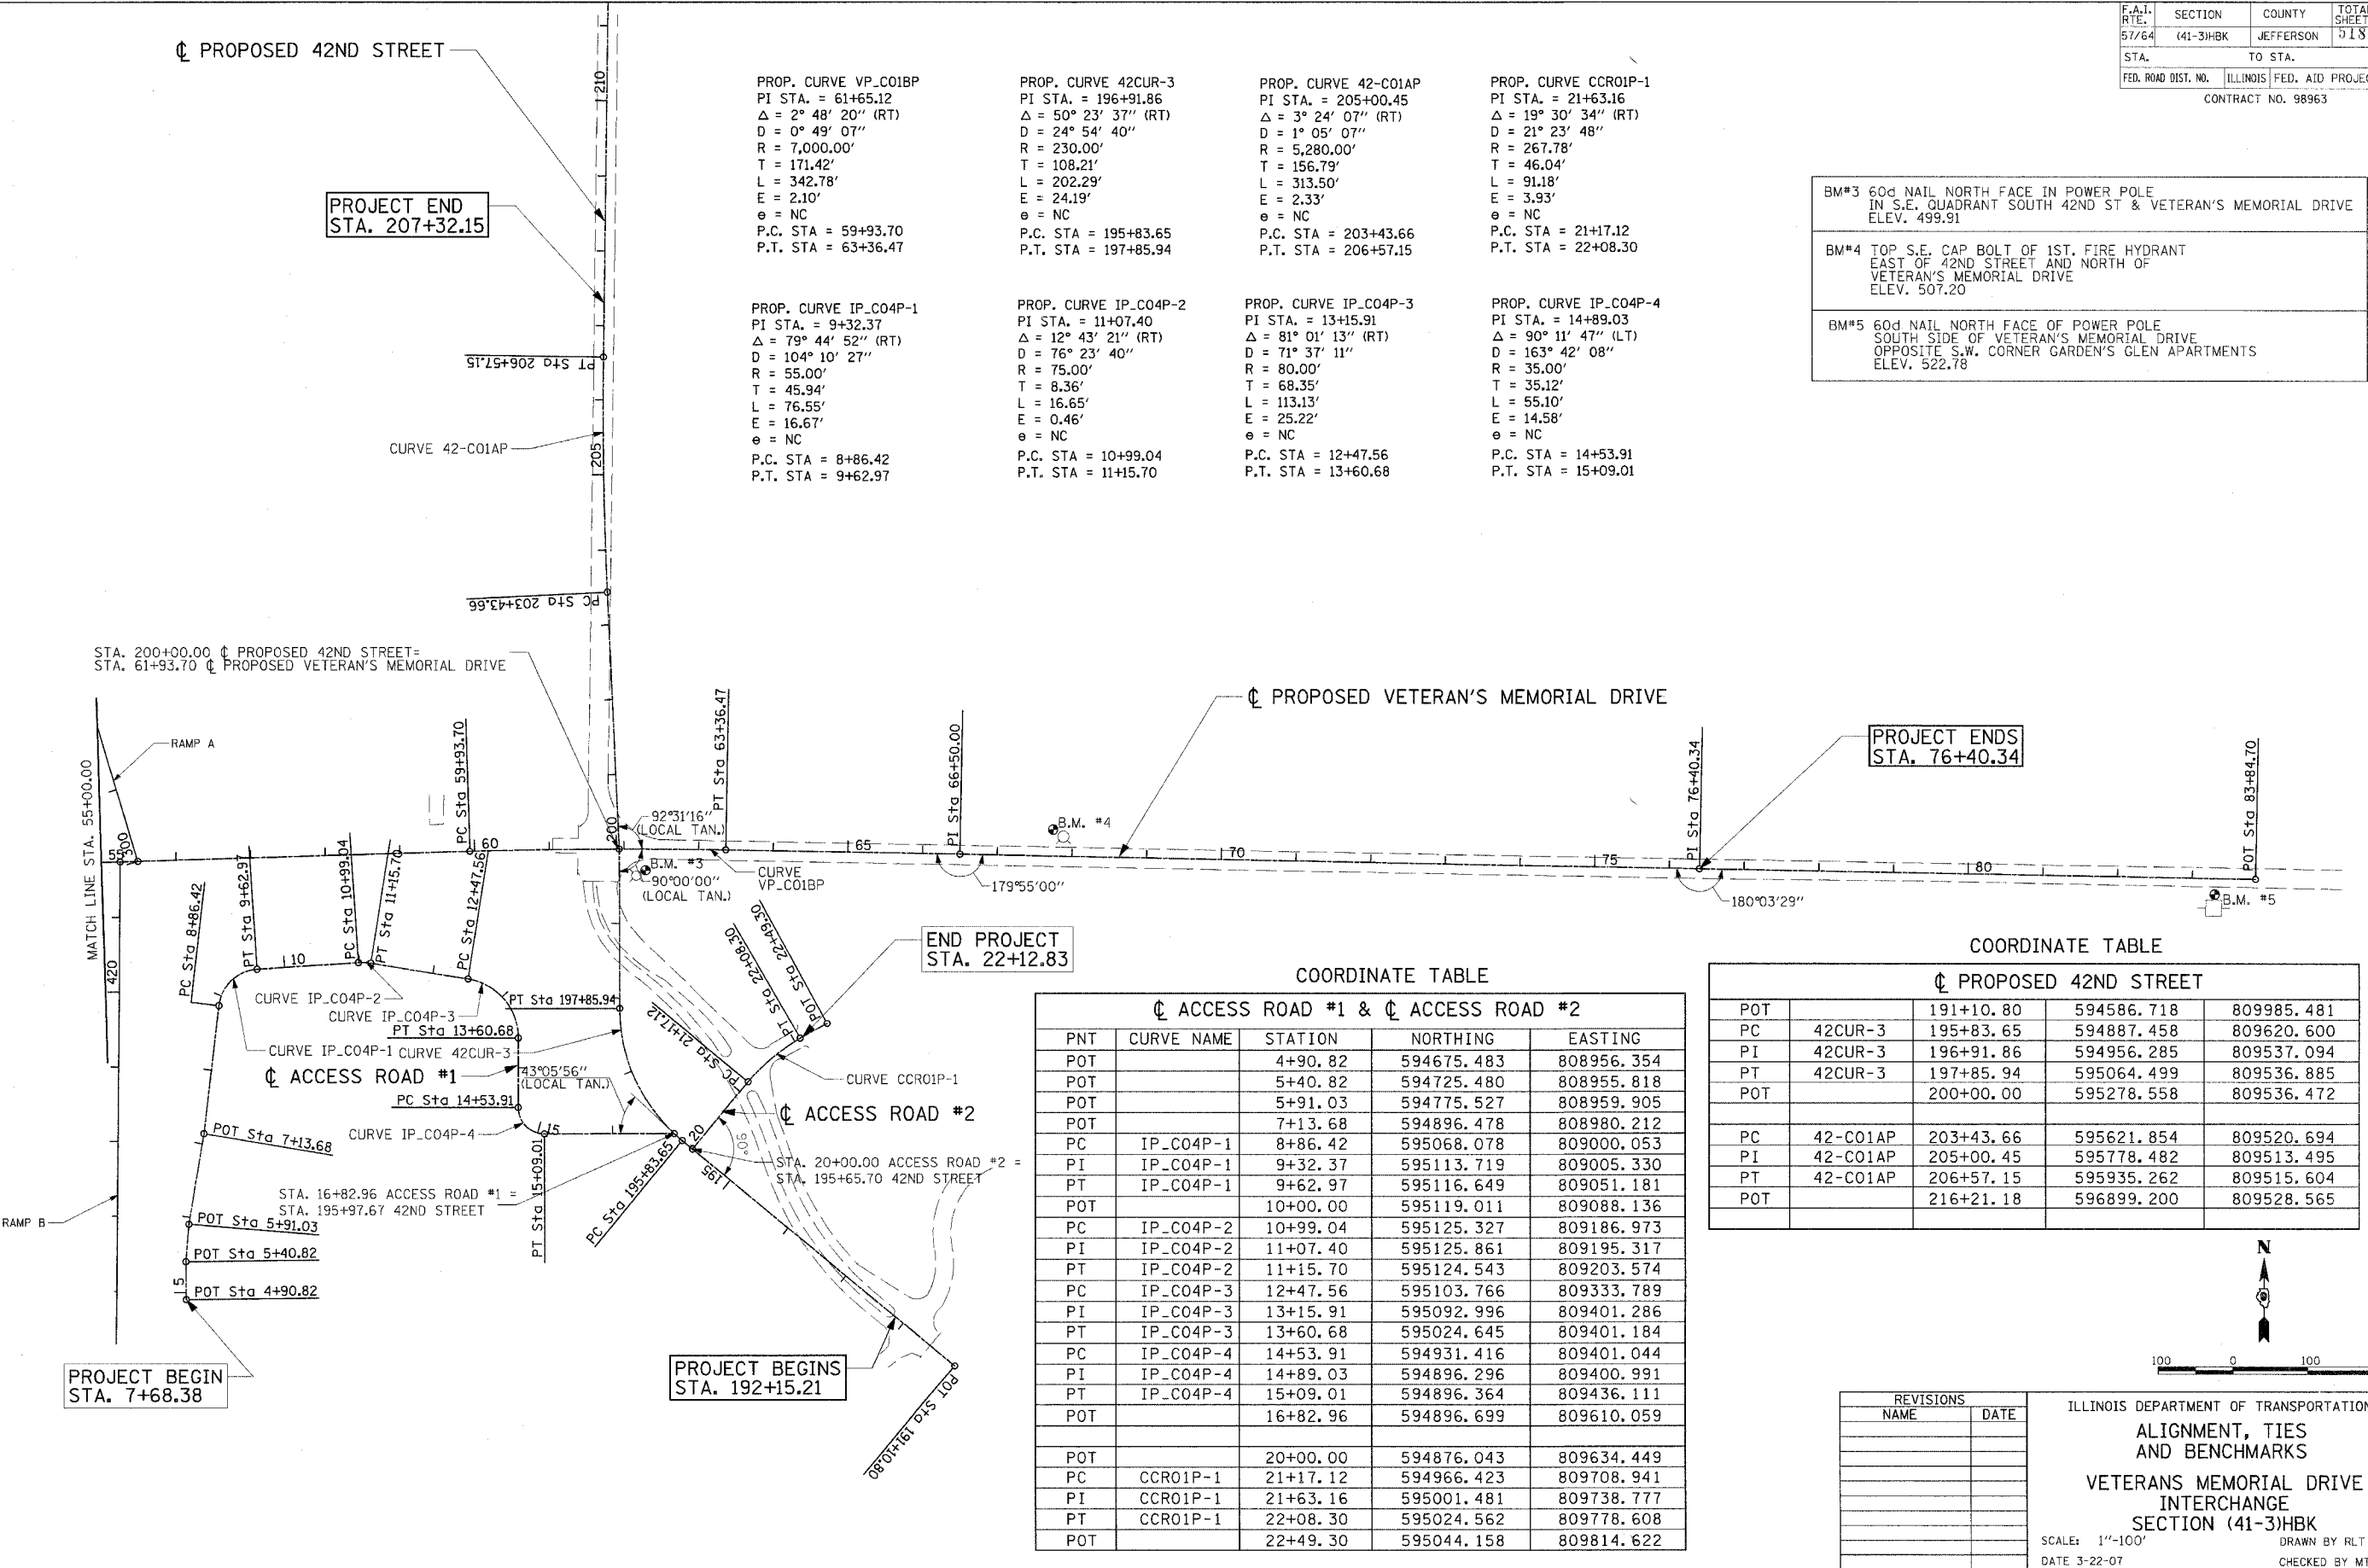 F.A.I. RTE. SECTION COUNTY TOTAL SHEET
57/64 (41-3)HBK JEFFERSON 518
STA. TO STA.
FED. ROAD DIST. NO. ILLINOIS FED. AID PROJEC
CONTRACT NO. 98963
℄ PROPOSED 42ND STREET
210
PROJECT END
STA. 207+32.15
PT Sta 206+57.15
CURVE 42-C01AP
205
PC Sta 203+43.66
PROP. CURVE VP_C01BP
PI STA. = 61+65.12
Δ = 2° 48' 20'' (RT)
D = 0° 49' 07''
R = 7,000.00'
T = 171.42'
L = 342.78'
E = 2.10'
e = NC
P.C. STA = 59+93.70
P.T. STA = 63+36.47
PROP. CURVE 42CUR-3
PI STA. = 196+91.86
Δ = 50° 23' 37'' (RT)
D = 24° 54' 40''
R = 230.00'
T = 108.21'
L = 202.29'
E = 24.19'
e = NC
P.C. STA = 195+83.65
P.T. STA = 197+85.94
PROP. CURVE 42-C01AP
PI STA. = 205+00.45
Δ = 3° 24' 07'' (RT)
D = 1° 05' 07''
R = 5,280.00'
T = 156.79'
L = 313.50'
E = 2.33'
e = NC
P.C. STA = 203+43.66
P.T. STA = 206+57.15
PROP. CURVE CCR01P-1
PI STA. = 21+63.16
Δ = 19° 30' 34'' (RT)
D = 21° 23' 48''
R = 267.78'
T = 46.04'
L = 91.18'
E = 3.93'
e = NC
P.C. STA = 21+17.12
P.T. STA = 22+08.30
PROP. CURVE IP_C04P-1
PI STA. = 9+32.37
Δ = 79° 44' 52'' (RT)
D = 104° 10' 27''
R = 55.00'
T = 45.94'
L = 76.55'
E = 16.67'
e = NC
P.C. STA = 8+86.42
P.T. STA = 9+62.97
PROP. CURVE IP_C04P-2
PI STA. = 11+07.40
Δ = 12° 43' 21'' (RT)
D = 76° 23' 40''
R = 75.00'
T = 8.36'
L = 16.65'
E = 0.46'
e = NC
P.C. STA = 10+99.04
P.T. STA = 11+15.70
PROP. CURVE IP_C04P-3
PI STA. = 13+15.91
Δ = 81° 01' 13'' (RT)
D = 71° 37' 11''
R = 80.00'
T = 68.35'
L = 113.13'
E = 25.22'
e = NC
P.C. STA = 12+47.56
P.T. STA = 13+60.68
PROP. CURVE IP_C04P-4
PI STA. = 14+89.03
Δ = 90° 11' 47'' (LT)
D = 163° 42' 08''
R = 35.00'
T = 35.12'
L = 55.10'
E = 14.58'
e = NC
P.C. STA = 14+53.91
P.T. STA = 15+09.01
BM#3 60d NAIL NORTH FACE IN POWER POLE
IN S.E. QUADRANT SOUTH 42ND ST & VETERAN'S MEMORIAL DRIVE
ELEV. 499.91
BM#4 TOP S.E. CAP BOLT OF 1ST. FIRE HYDRANT
EAST OF 42ND STREET AND NORTH OF
VETERAN'S MEMORIAL DRIVE
ELEV. 507.20
BM#5 60d NAIL NORTH FACE OF POWER POLE
SOUTH SIDE OF VETERAN'S MEMORIAL DRIVE
OPPOSITE S.W. CORNER GARDEN'S GLEN APARTMENTS
ELEV. 522.78
STA. 200+00.00 ℄ PROPOSED 42ND STREET=
STA. 61+93.70 ℄ PROPOSED VETERAN'S MEMORIAL DRIVE
℄ PROPOSED VETERAN'S MEMORIAL DRIVE
PROJECT ENDS
STA. 76+40.34
RAMP A
MATCH LINE STA. 55+00.00
55
300
PC Sta 59+93.70
60
200
92°31'16''
(LOCAL TAN.)
PT Sta 63+36.47
65
PI Sta 66+50.00
B.M. #4
70
75
PI Sta 76+40.34
80
POT Sta 83+84.70
B.M. #3
90°00'00''
(LOCAL TAN.)
CURVE
VP_C01BP
179°55'00''
180°03'29''
B.M. #5
420
PC Sta 8+86.42
PT Sta 9+62.97
10
PC Sta 10+99.04
PT Sta 11+15.70
PC Sta 12+47.56
CURVE IP_C04P-2
CURVE IP_C04P-3
PT Sta 197+85.94
PT Sta 13+60.68
CURVE IP_C04P-1
CURVE 42CUR-3
℄ ACCESS ROAD #1
43°05'56''
(LOCAL TAN.)
PC Sta 14+53.91
CURVE IP_C04P-4
15
POT Sta 7+13.68
PT Sta 15+09.01
STA. 16+82.96 ACCESS ROAD #1 =
STA. 195+97.67 42ND STREET
PC Sta 195+83.65
RAMP B
POT Sta 5+91.03
POT Sta 5+40.82
5
POT Sta 4+90.82
PROJECT BEGIN
STA. 7+68.38
END PROJECT
STA. 22+12.83
PC Sta 21+17.12
PT Sta 22+08.30
POT Sta 22+49.30
CURVE CCR01P-1
℄ ACCESS ROAD #2
20
90°
STA. 20+00.00 ACCESS ROAD #2 =
STA. 195+65.70 42ND STREET
195
PROJECT BEGINS
STA. 192+15.21
POT Sta 191+10.80
COORDINATE TABLE
℄ ACCESS ROAD #1 & ℄ ACCESS ROAD #2
PNT CURVE NAME STATION NORTHING EASTING
POT 4+90.82 594675.483 808956.354
POT 5+40.82 594725.480 808955.818
POT 5+91.03 594775.527 808959.905
POT 7+13.68 594896.478 808980.212
PC IP_C04P-1 8+86.42 595068.078 809000.053
PI IP_C04P-1 9+32.37 595113.719 809005.330
PT IP_C04P-1 9+62.97 595116.649 809051.181
POT 10+00.00 595119.011 809088.136
PC IP_C04P-2 10+99.04 595125.327 809186.973
PI IP_C04P-2 11+07.40 595125.861 809195.317
PT IP_C04P-2 11+15.70 595124.543 809203.574
PC IP_C04P-3 12+47.56 595103.766 809333.789
PI IP_C04P-3 13+15.91 595092.996 809401.286
PT IP_C04P-3 13+60.68 595024.645 809401.184
PC IP_C04P-4 14+53.91 594931.416 809401.044
PI IP_C04P-4 14+89.03 594896.296 809400.991
PT IP_C04P-4 15+09.01 594896.364 809436.111
POT 16+82.96 594896.699 809610.059
POT 20+00.00 594876.043 809634.449
PC CCR01P-1 21+17.12 594966.423 809708.941
PI CCR01P-1 21+63.16 595001.481 809738.777
PT CCR01P-1 22+08.30 595024.562 809778.608
POT 22+49.30 595044.158 809814.622
COORDINATE TABLE
℄ PROPOSED 42ND STREET
POT 191+10.80 594586.718 809985.481
PC 42CUR-3 195+83.65 594887.458 809620.600
PI 42CUR-3 196+91.86 594956.285 809537.094
PT 42CUR-3 197+85.94 595064.499 809536.885
POT 200+00.00 595278.558 809536.472
PC 42-C01AP 203+43.66 595621.854 809520.694
PI 42-C01AP 205+00.45 595778.482 809513.495
PT 42-C01AP 206+57.15 595935.262 809515.604
POT 216+21.18 596899.200 809528.565
N
100 0 100
REVISIONS
NAME DATE
ILLINOIS DEPARTMENT OF TRANSPORTATION
ALIGNMENT, TIES
AND BENCHMARKS
VETERANS MEMORIAL DRIVE
INTERCHANGE
SECTION (41-3)HBK
SCALE: 1''-100' DRAWN BY RLT
DATE 3-22-07 CHECKED BY MT